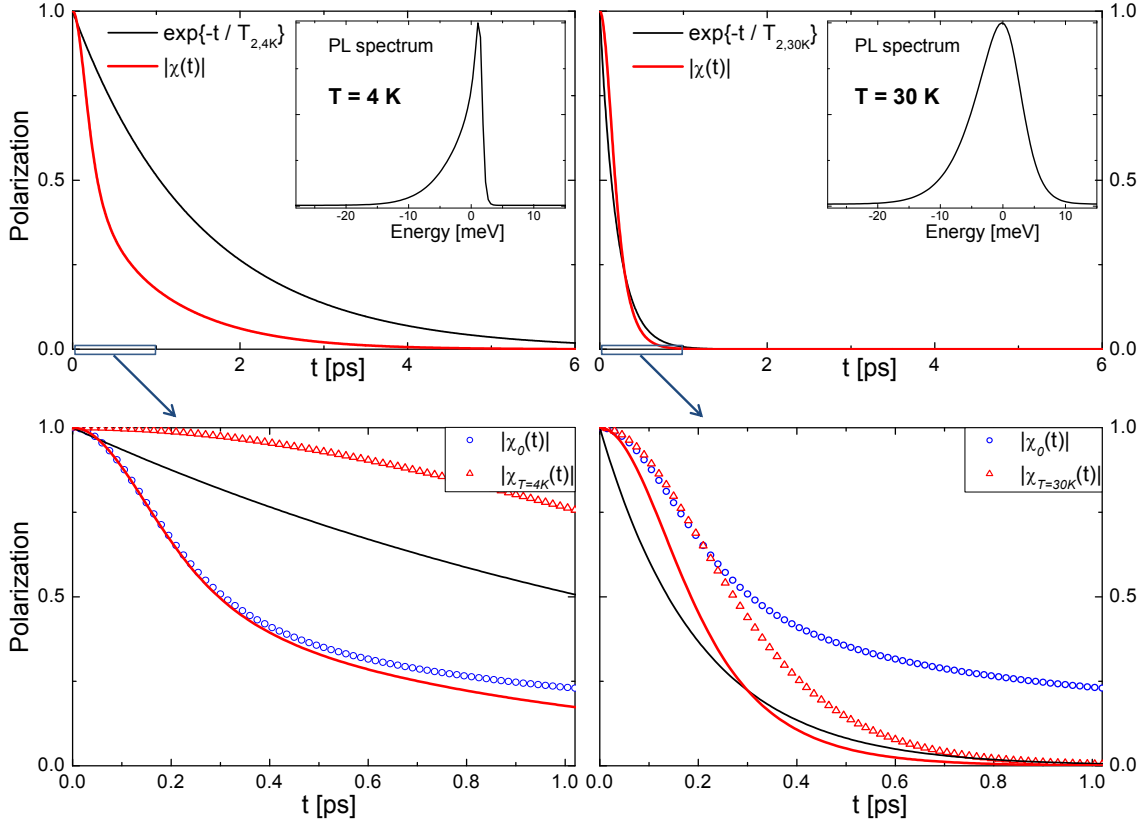 1.0
0.5
0.0
Polarization
exp{-t / T2,4K}
|χ(t)|
PL spectrum
T = 4 K
-20 -10 0 10
Energy [meV]
0 2 4 6
t [ps]
exp{-t / T2,30K}
|χ(t)|
PL spectrum
T = 30 K
-20 -10 0 10
Energy [meV]
1.0
0.5
0.0
0 2 4 6
t [ps]
1.0
0.5
0.0
Polarization
|χ0(t)|
|χT=4K(t)|
0.0 0.2 0.4 0.6 0.8 1.0
t [ps]
|χ0(t)|
|χT=30K(t)|
1.0
0.5
0.0
0.0 0.2 0.4 0.6 0.8 1.0
t [ps]